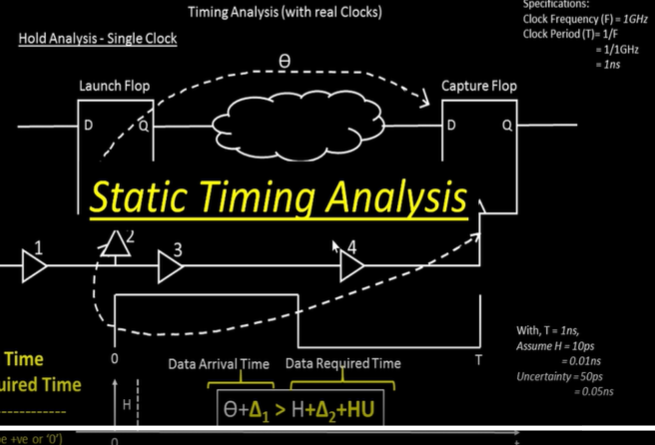 Timing Analysis (with real Clocks)
Specifications:
Clock Frequency (F) = 1GHz
Clock Period (T)= 1/F
= 1/1GHz
= 1ns
Hold Analysis - Single Clock
ϴ
Launch Flop
Capture Flop
D
Q
D
Q
Static Timing Analysis
1
2
3
4
Time
uired Time
------------
0
Data Arrival Time
Data Required Time
T
H
ϴ+Δ1 > H+Δ2+HU
With, T = 1ns,
Assume H = 10ps
= 0.01ns
Uncertainty = 50ps
= 0.05ns
e +ve or '0')
0